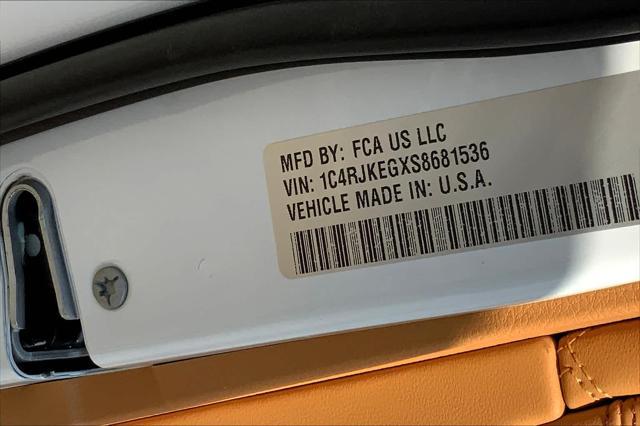 MFD BY: FCA US LLC
VIN: 1C4RJKEGXS8681536
VEHICLE MADE IN: U.S.A.